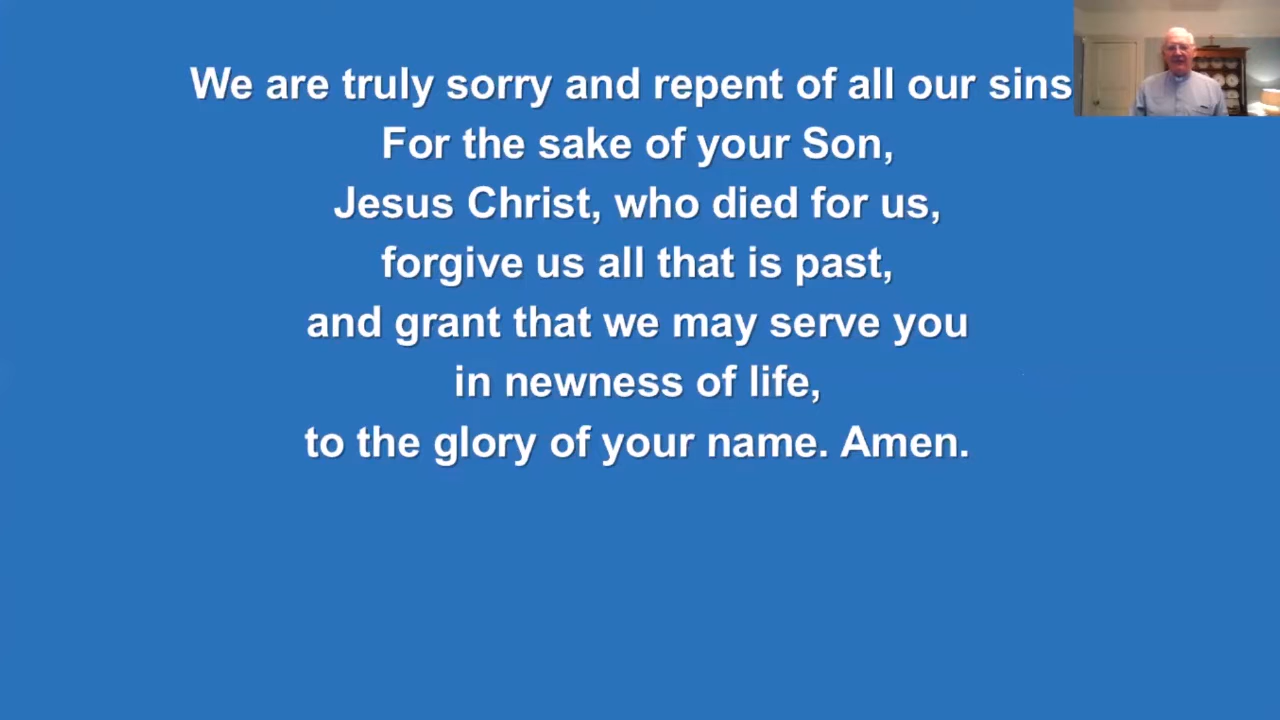 We are truly sorry and repent of all our sins
For the sake of your Son,
Jesus Christ, who died for us,
forgive us all that is past,
and grant that we may serve you
in newness of life,
to the glory of your name. Amen.